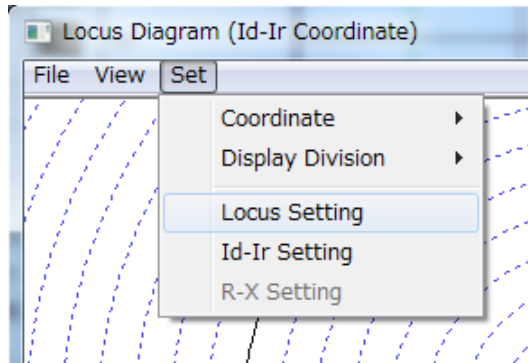 Locus Diagram (Id-Ir Coordinate)
File View Set
Coordinate
Display Division
Locus Setting
Id-Ir Setting
R-X Setting